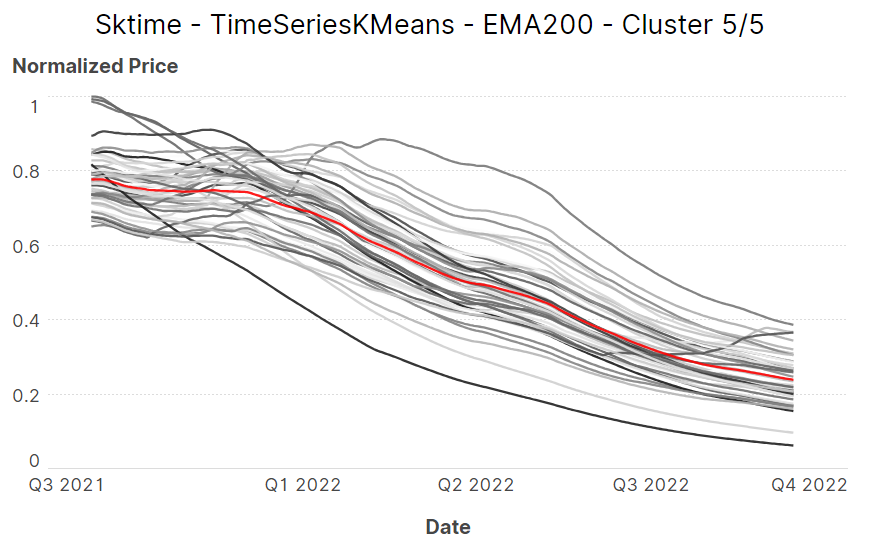 Sktime - TimeSeriesKMeans - EMA200 - Cluster 5/5
Normalized Price
1
0.8
0.6
0.4
0.2
0
Q3 2021 Q1 2022 Q2 2022 Q3 2022 Q4 2022
Date